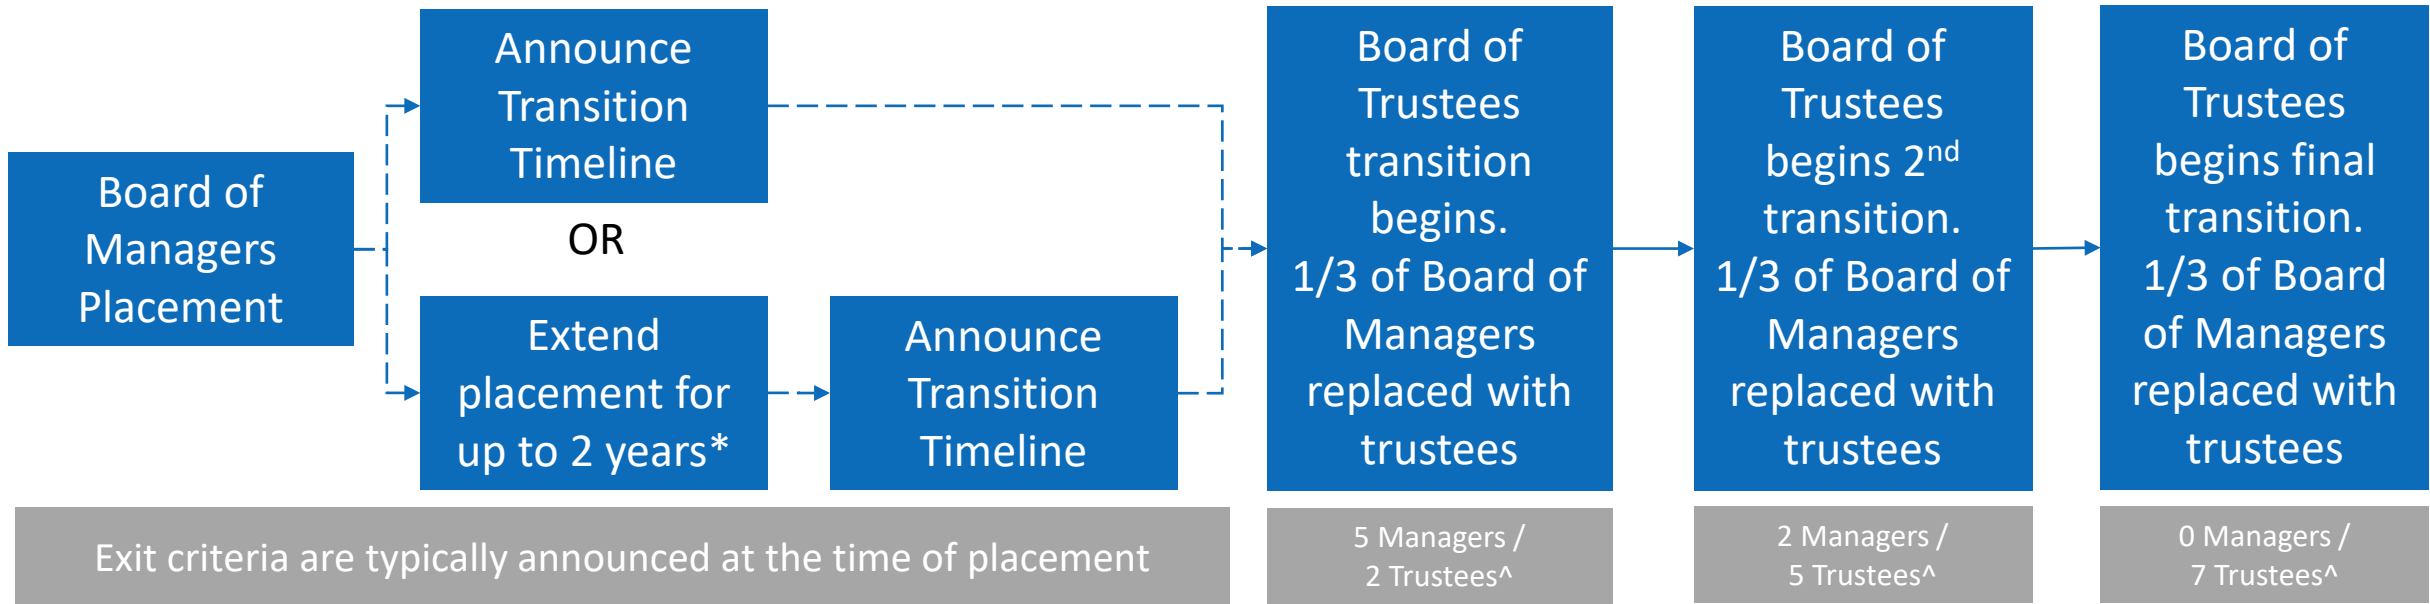 Board of
Managers
Placement
Announce
Transition
Timeline
OR
Extend
placement for
up to 2 years*
Announce
Transition
Timeline
Board of
Trustees
transition
begins.
1/3 of Board of
Managers
replaced with
trustees
Board of
Trustees
begins 2nd
transition.
1/3 of Board of
Managers
replaced with
trustees
Board of
Trustees
begins final
transition.
1/3 of Board
of Managers
replaced with
trustees
Exit criteria are typically announced at the time of placement
5 Managers /
2 Trustees^
2 Managers /
5 Trustees^
0 Managers /
7 Trustees^